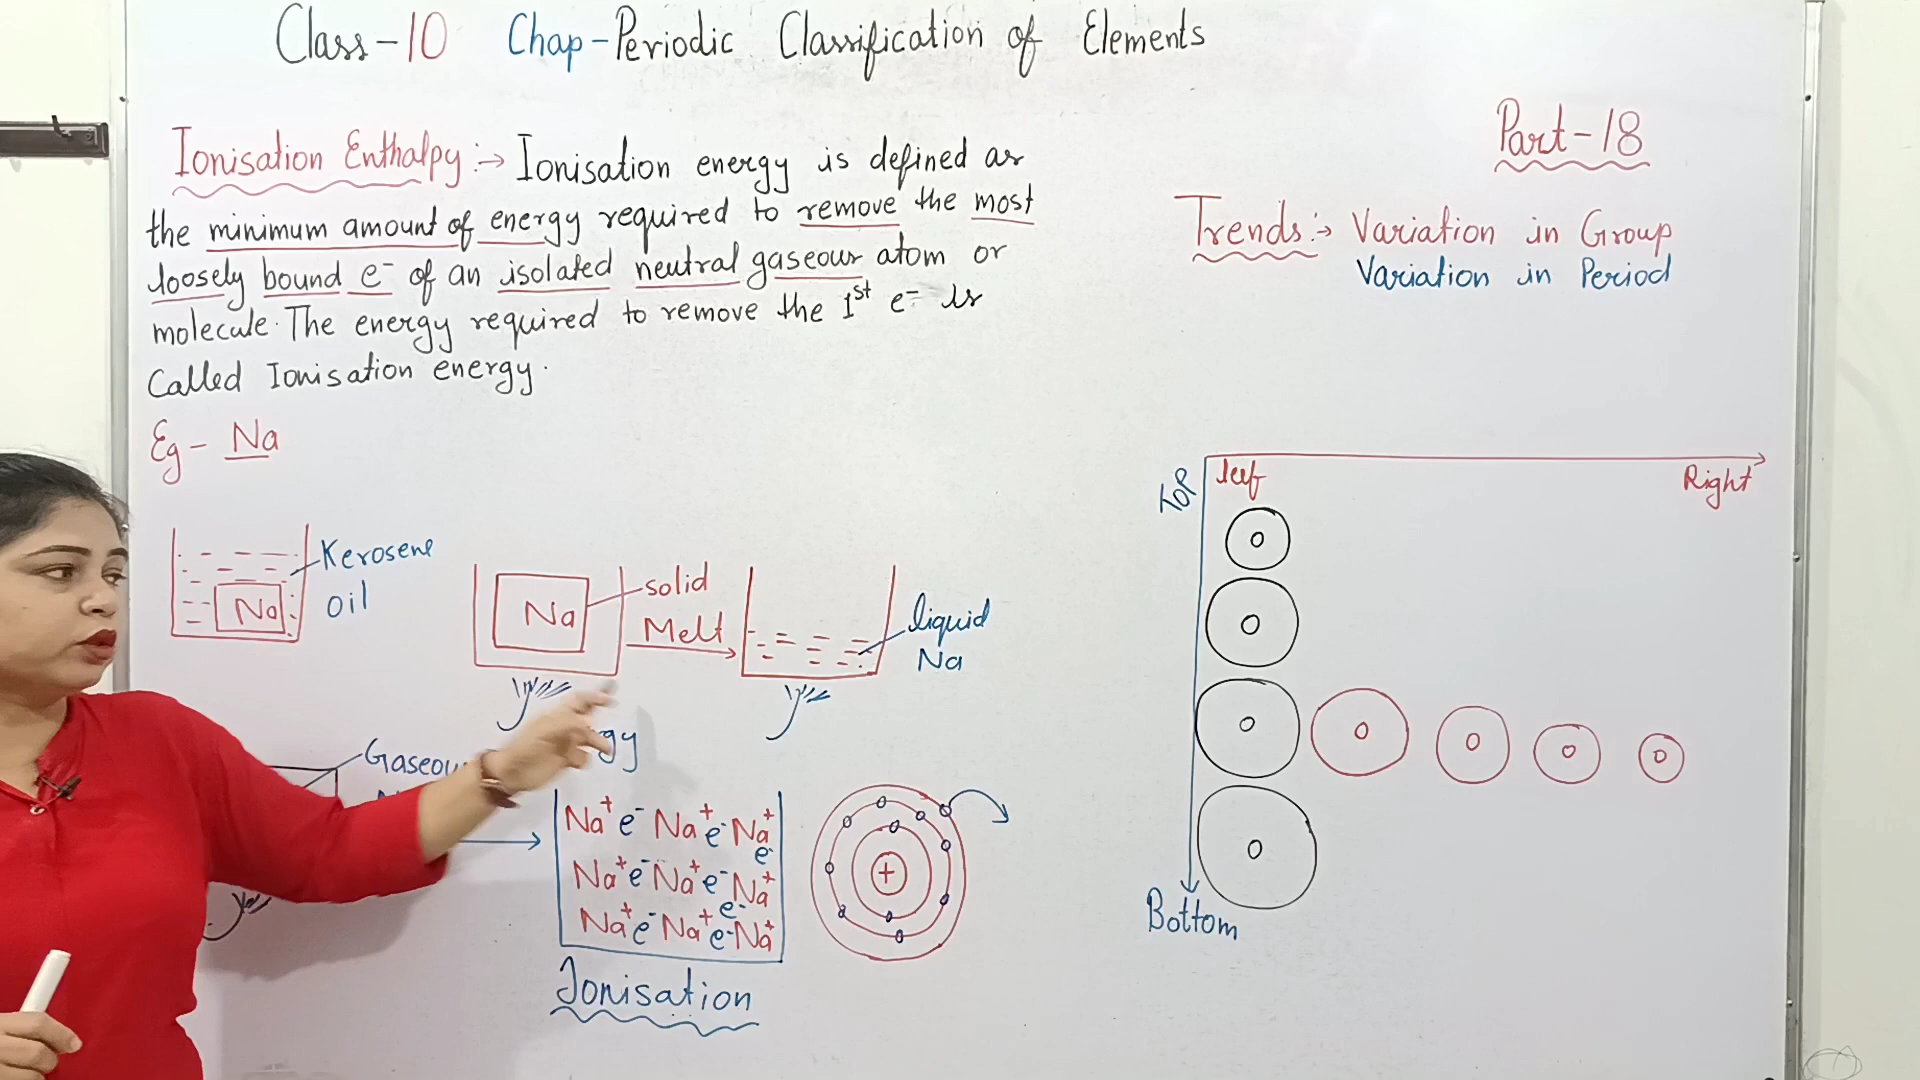 Class-10 Chap-Periodic Classification of Elements
Part-18
Ionisation Enthalpy:→ Ionisation energy is defined as
the minimum amount of energy required to remove the most
loosely bound e⁻ of an isolated neutral gaseous atom or
molecule. The energy required to remove the 1st e⁻ is
Called Ionisation energy.
Trends:→ Variation in Group
Variation in Period
Eg- Na
Kerosene
oil
Na
Na
solid
Melt
liquid
Na
Gaseou
Na⁺ e⁻ Na⁺ e⁻ Na⁺
e⁻
Na⁺ e⁻ Na⁺ e⁻ Na⁺
e⁻
Na⁺ e⁻ Na⁺ e⁻ Na⁺
Ionisation
+
TOP
Right
Bottom